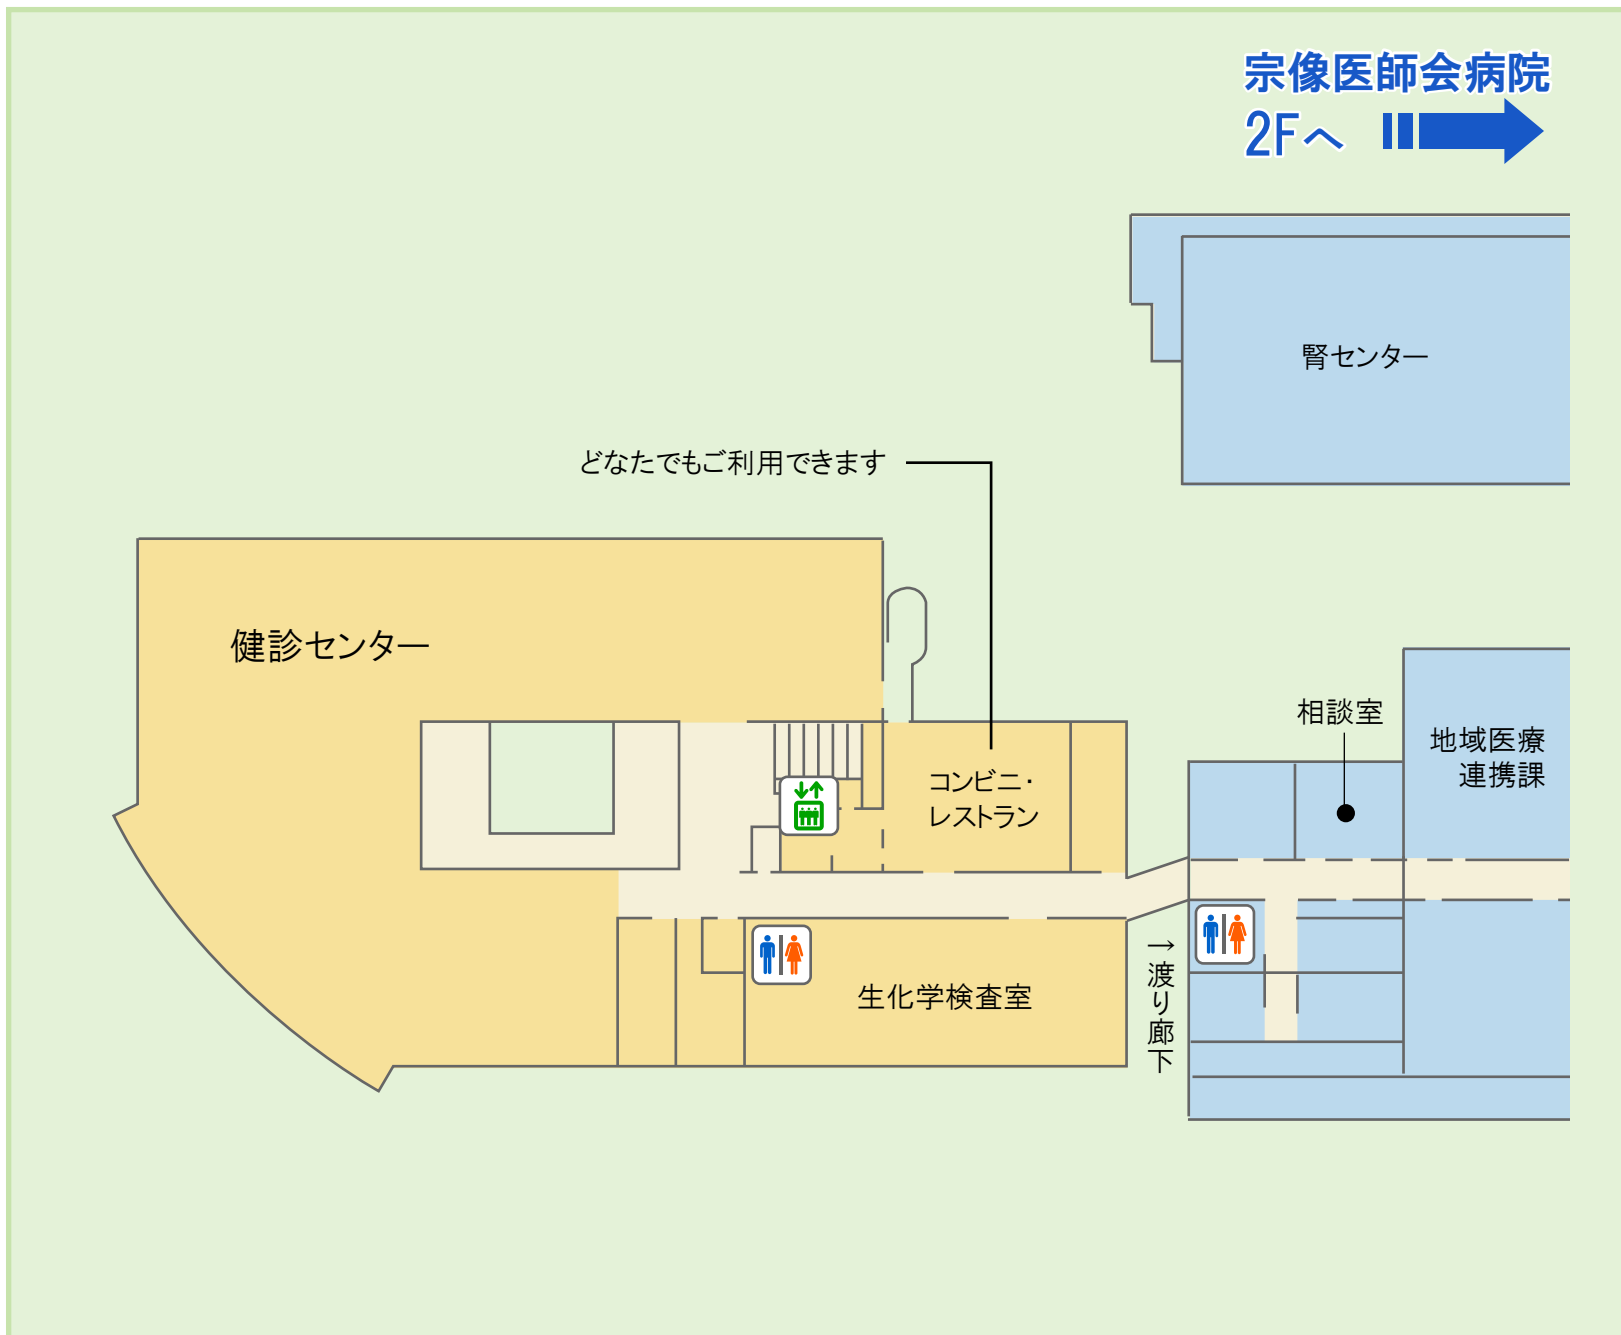 宗像医師会病院
2Fへ
腎センター
どなたでもご利用できます
健診センター
相談室
地域医療
連携課
コンビニ・
レストラン
生化学検査室
→渡り廊下